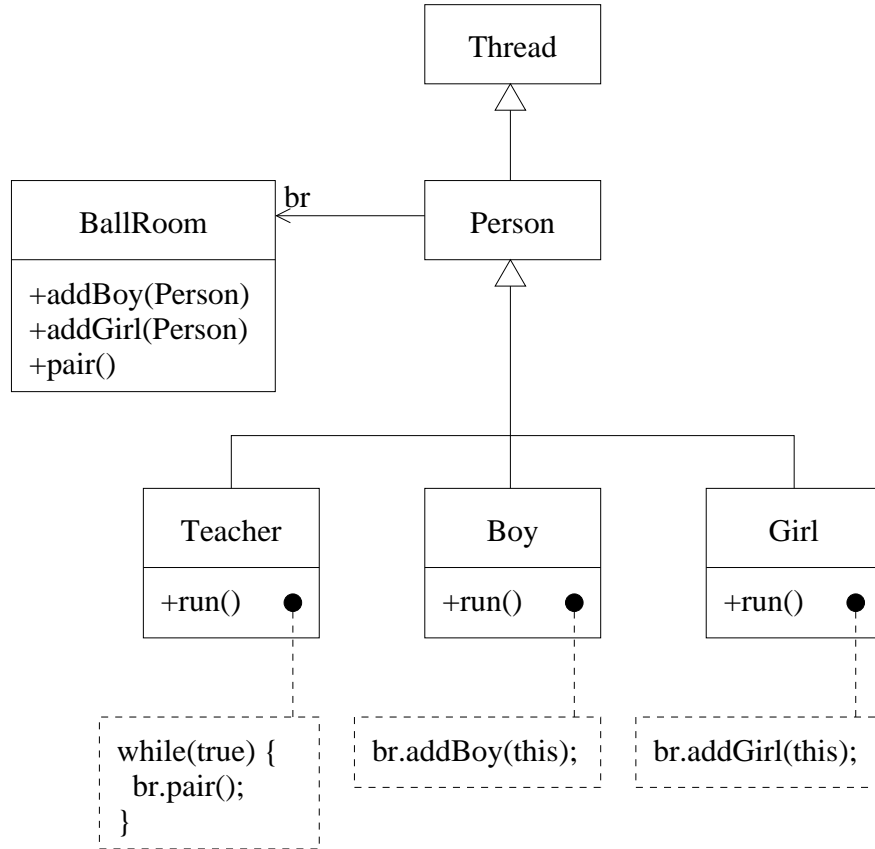 Thread
br
BallRoom
Person
+addBoy(Person)
+addGirl(Person)
+pair()
Teacher
Boy
Girl
+run()
+run()
+run()
while(true) {
br.pair();
}
br.addBoy(this);
br.addGirl(this);